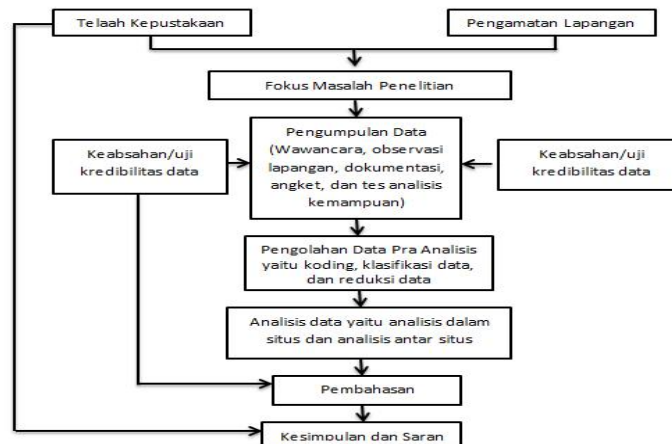 Telaah Kepustakaan
Pengamatan Lapangan
Fokus Masalah Penelitian
Pengumpulan Data
(Wawancara, observasi
lapangan, dokumentasi,
angket, dan tes analisis
kemampuan)
Keabsahan/uji
kredibilitas data
Keabsahan/uji
kredibilitas data
Pengolahan Data Pra Analisis
yaitu koding, klasifikasi data,
dan reduksi data
Analisis data yaitu analisis dalam
situs dan analisis antar situs
Pembahasan
Kesimpulan dan Saran